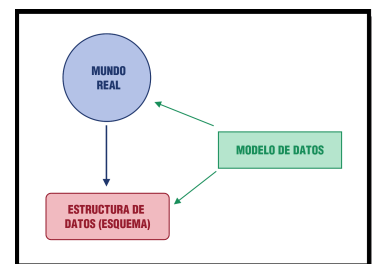 MUNDO
REAL
MODELO DE DATOS
ESTRUCTURA DE
DATOS (ESQUEMA)